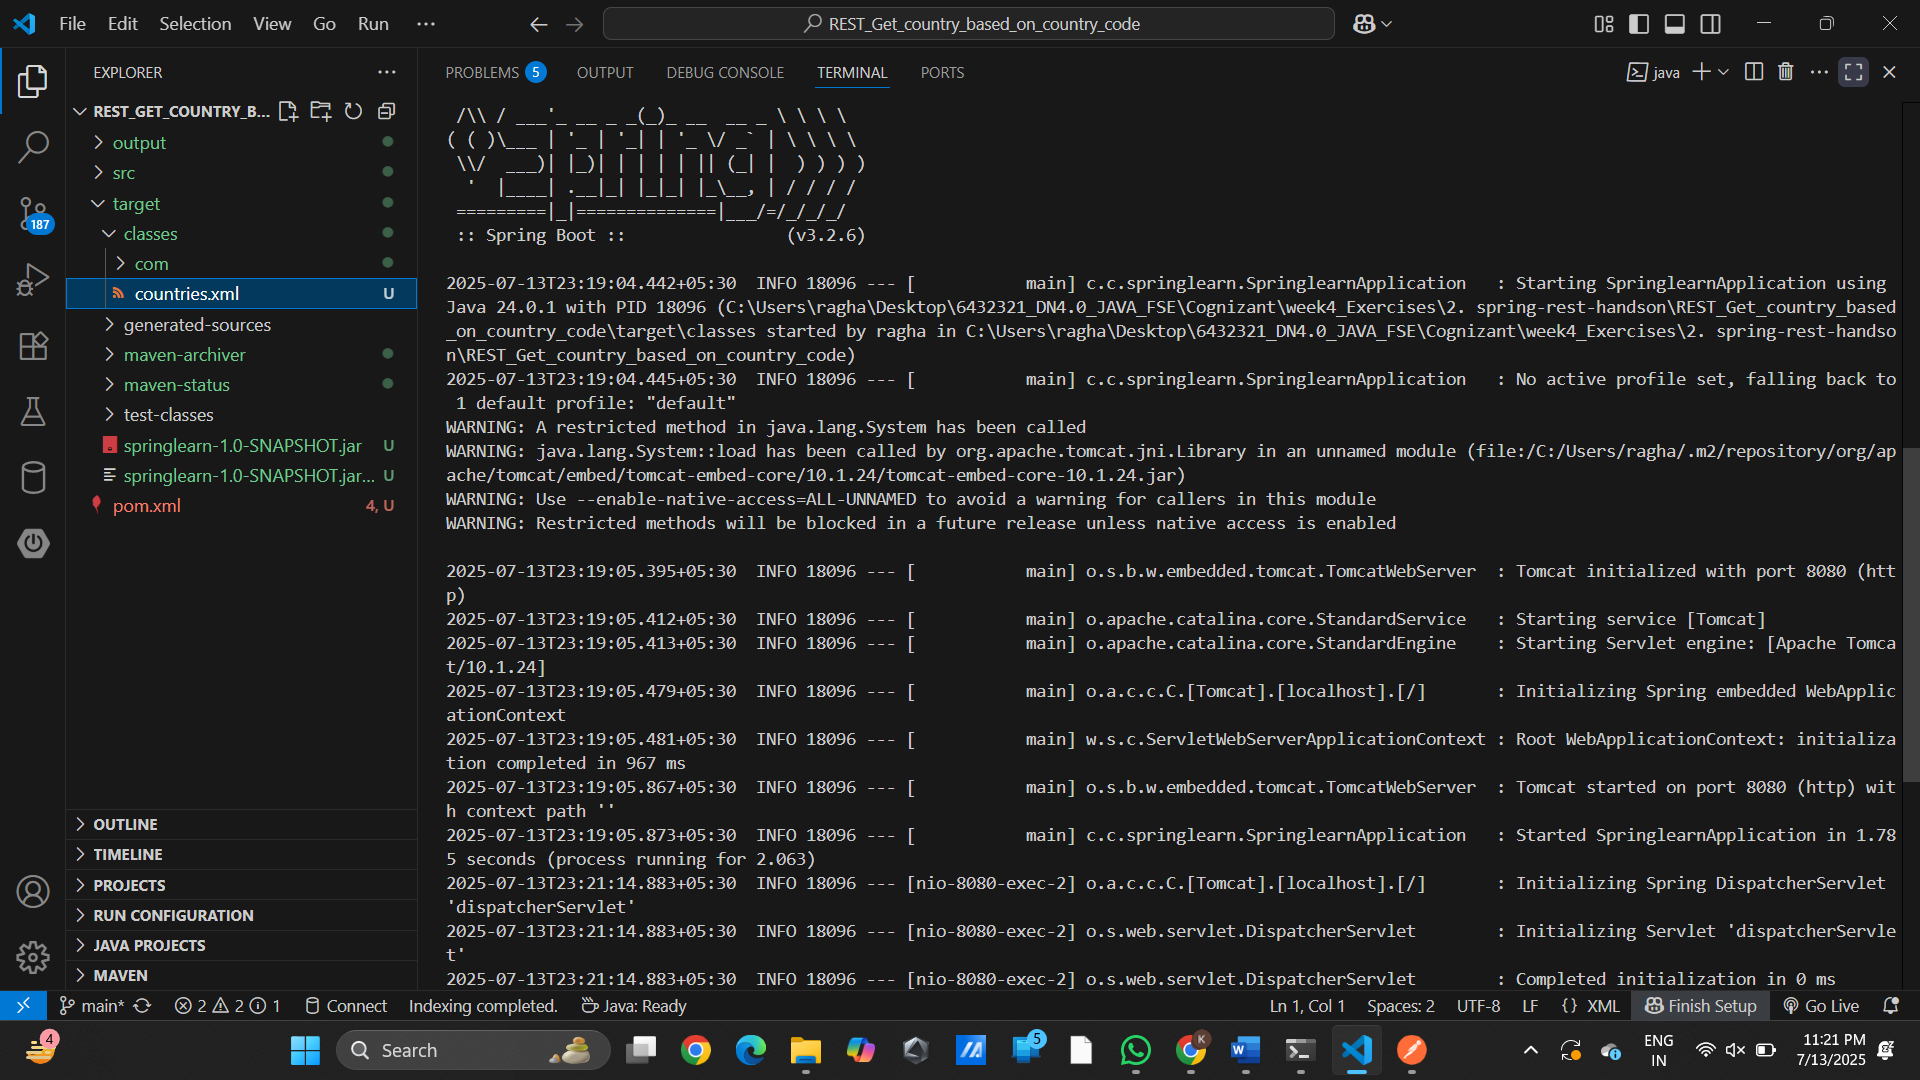 File Edit Selection View Go Run ··· REST_Get_country_based_on_country_code
EXPLORER
REST_GET_COUNTRY_B...
output
src
target
classes
com
countries.xml U
generated-sources
maven-archiver
maven-status
test-classes
springlearn-1.0-SNAPSHOT.jar U
springlearn-1.0-SNAPSHOT.jar... U
pom.xml 4, U
187
OUTLINE
TIMELINE
PROJECTS
RUN CONFIGURATION
JAVA PROJECTS
MAVEN
PROBLEMS 5 OUTPUT DEBUG CONSOLE TERMINAL PORTS java
 /\\ / ___'_ __ _ _(_)_ __  __ _ \ \ \ \
( ( )\___ | '_ | '_| | '_ \/ _` | \ \ \ \
 \\/  ___)| |_)| | | | | || (_| |  ) ) ) )
  '  |____| .__|_| |_|_| |_\__, | / / / /
 =========|_|==============|___/=/_/_/_/
 :: Spring Boot ::                (v3.2.6)
2025-07-13T23:19:04.442+05:30  INFO 18096 --- [           main] c.c.springlearn.SpringlearnApplication   : Starting SpringlearnApplication using
Java 24.0.1 with PID 18096 (C:\Users\ragha\Desktop\6432321_DN4.0_JAVA_FSE\Cognizant\week4_Exercises\2. spring-rest-handson\REST_Get_country_based
_on_country_code\target\classes started by ragha in C:\Users\ragha\Desktop\6432321_DN4.0_JAVA_FSE\Cognizant\week4_Exercises\2. spring-rest-handso
n\REST_Get_country_based_on_country_code)
2025-07-13T23:19:04.445+05:30  INFO 18096 --- [           main] c.c.springlearn.SpringlearnApplication   : No active profile set, falling back to
 1 default profile: "default"
WARNING: A restricted method in java.lang.System has been called
WARNING: java.lang.System::load has been called by org.apache.tomcat.jni.Library in an unnamed module (file:/C:/Users/ragha/.m2/repository/org/ap
ache/tomcat/embed/tomcat-embed-core/10.1.24/tomcat-embed-core-10.1.24.jar)
WARNING: Use --enable-native-access=ALL-UNNAMED to avoid a warning for callers in this module
WARNING: Restricted methods will be blocked in a future release unless native access is enabled
2025-07-13T23:19:05.395+05:30  INFO 18096 --- [           main] o.s.b.w.embedded.tomcat.TomcatWebServer  : Tomcat initialized with port 8080 (htt
p)
2025-07-13T23:19:05.412+05:30  INFO 18096 --- [           main] o.apache.catalina.core.StandardService   : Starting service [Tomcat]
2025-07-13T23:19:05.413+05:30  INFO 18096 --- [           main] o.apache.catalina.core.StandardEngine    : Starting Servlet engine: [Apache Tomca
t/10.1.24]
2025-07-13T23:19:05.479+05:30  INFO 18096 --- [           main] o.a.c.c.C.[Tomcat].[localhost].[/]       : Initializing Spring embedded WebApplic
ationContext
2025-07-13T23:19:05.481+05:30  INFO 18096 --- [           main] w.s.c.ServletWebServerApplicationContext : Root WebApplicationContext: initializa
tion completed in 967 ms
2025-07-13T23:19:05.867+05:30  INFO 18096 --- [           main] o.s.b.w.embedded.tomcat.TomcatWebServer  : Tomcat started on port 8080 (http) wit
h context path ''
2025-07-13T23:19:05.873+05:30  INFO 18096 --- [           main] c.c.springlearn.SpringlearnApplication   : Started SpringlearnApplication in 1.78
5 seconds (process running for 2.063)
2025-07-13T23:21:14.883+05:30  INFO 18096 --- [nio-8080-exec-2] o.a.c.c.C.[Tomcat].[localhost].[/]       : Initializing Spring DispatcherServlet
'dispatcherServlet'
2025-07-13T23:21:14.883+05:30  INFO 18096 --- [nio-8080-exec-2] o.s.web.servlet.DispatcherServlet        : Initializing Servlet 'dispatcherServle
t'
2025-07-13T23:21:14.883+05:30  INFO 18096 --- [nio-8080-exec-2] o.s.web.servlet.DispatcherServlet        : Completed initialization in 0 ms
main* 2 2 1 Connect Indexing completed. Java: Ready Ln 1, Col 1 Spaces: 2 UTF-8 LF {} XML Finish Setup Go Live
4 Search 5 K W ENG 11:21 PM
IN 7/13/2025